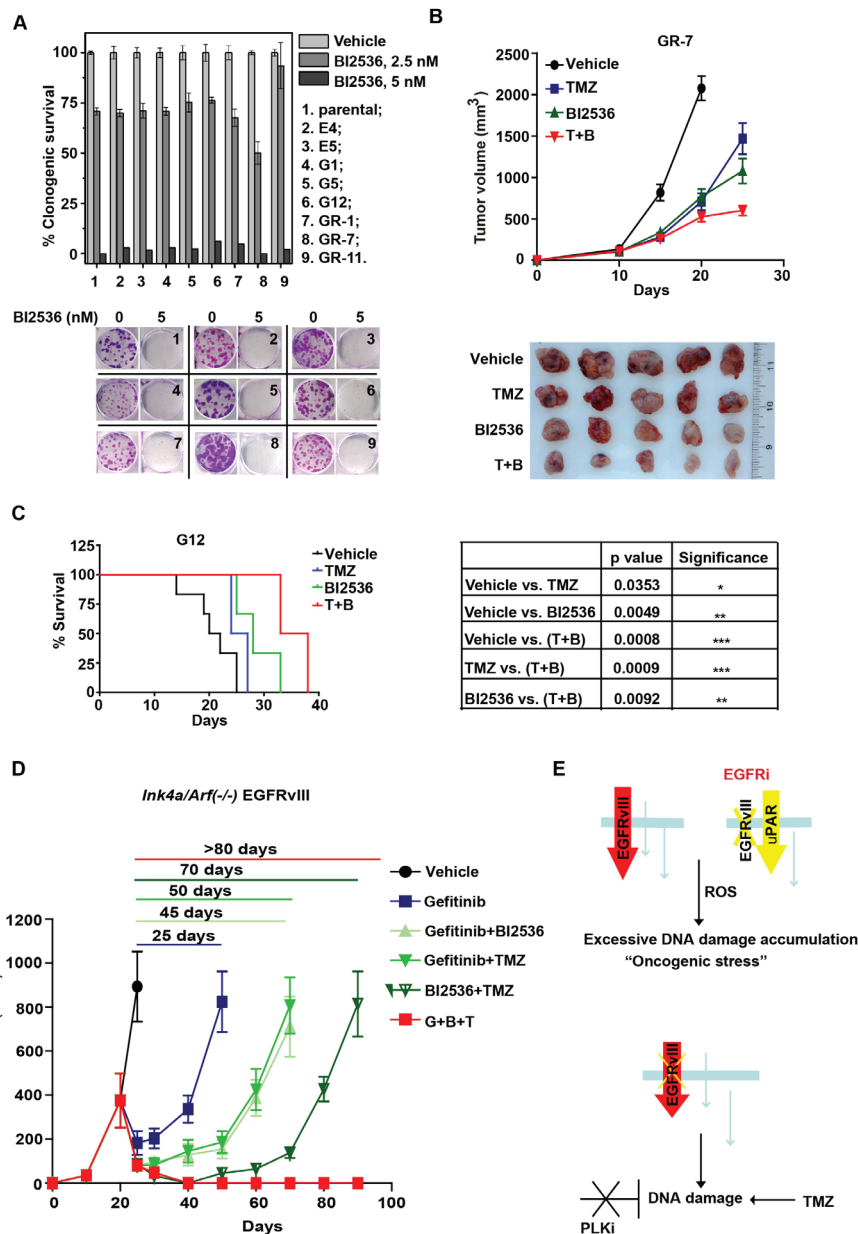 A
% Clonogenic survival
100
75
50
25
0
1 2 3 4 5 6 7 8 9
Vehicle
BI2536, 2.5 nM
BI2536, 5 nM
1. parental;
2. E4;
3. E5;
4. G1;
5. G5;
6. G12;
7. GR-1;
8. GR-7;
9. GR-11.
BI2536 (nM) 0 5 0 5 0 5
1 2 3
4 5 6
7 8 9
B
GR-7
Tumor volume (mm3)
2500
2000
1500
1000
500
0
0 10 20 30
Days
Vehicle
TMZ
BI2536
T+B
Vehicle
TMZ
BI2536
T+B
11
10
9
C
G12
% Survival
125
100
75
50
25
0
0 10 20 30 40
Days
Vehicle
TMZ
BI2536
T+B
p value Significance
Vehicle vs. TMZ 0.0353 *
Vehicle vs. BI2536 0.0049 **
Vehicle vs. (T+B) 0.0008 ***
TMZ vs. (T+B) 0.0009 ***
BI2536 vs. (T+B) 0.0092 **
D
Ink4a/Arf(-/-) EGFRvIII
>80 days
70 days
50 days
45 days
25 days
1200
1000
800
600
400
200
0
0 20 40 60 80 100
Days
Vehicle
Gefitinib
Gefitinib+BI2536
Gefitinib+TMZ
BI2536+TMZ
G+B+T
E
EGFRi
EGFRvIII
EGFRvIII
uPAR
ROS
Excessive DNA damage accumulation
“Oncogenic stress”
EGFRvIII
DNA damage
TMZ
PLKi